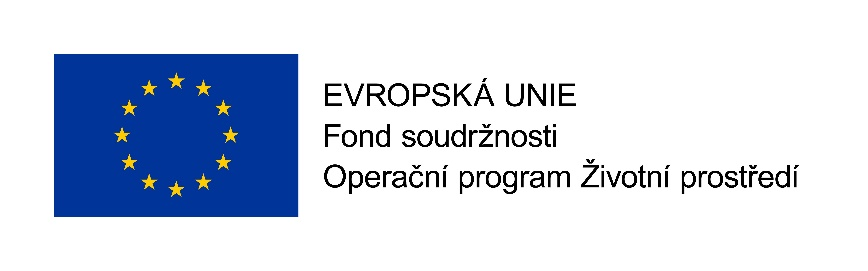 EVROPSKÁ UNIE
Fond soudržnosti
Operační program Životní prostředí